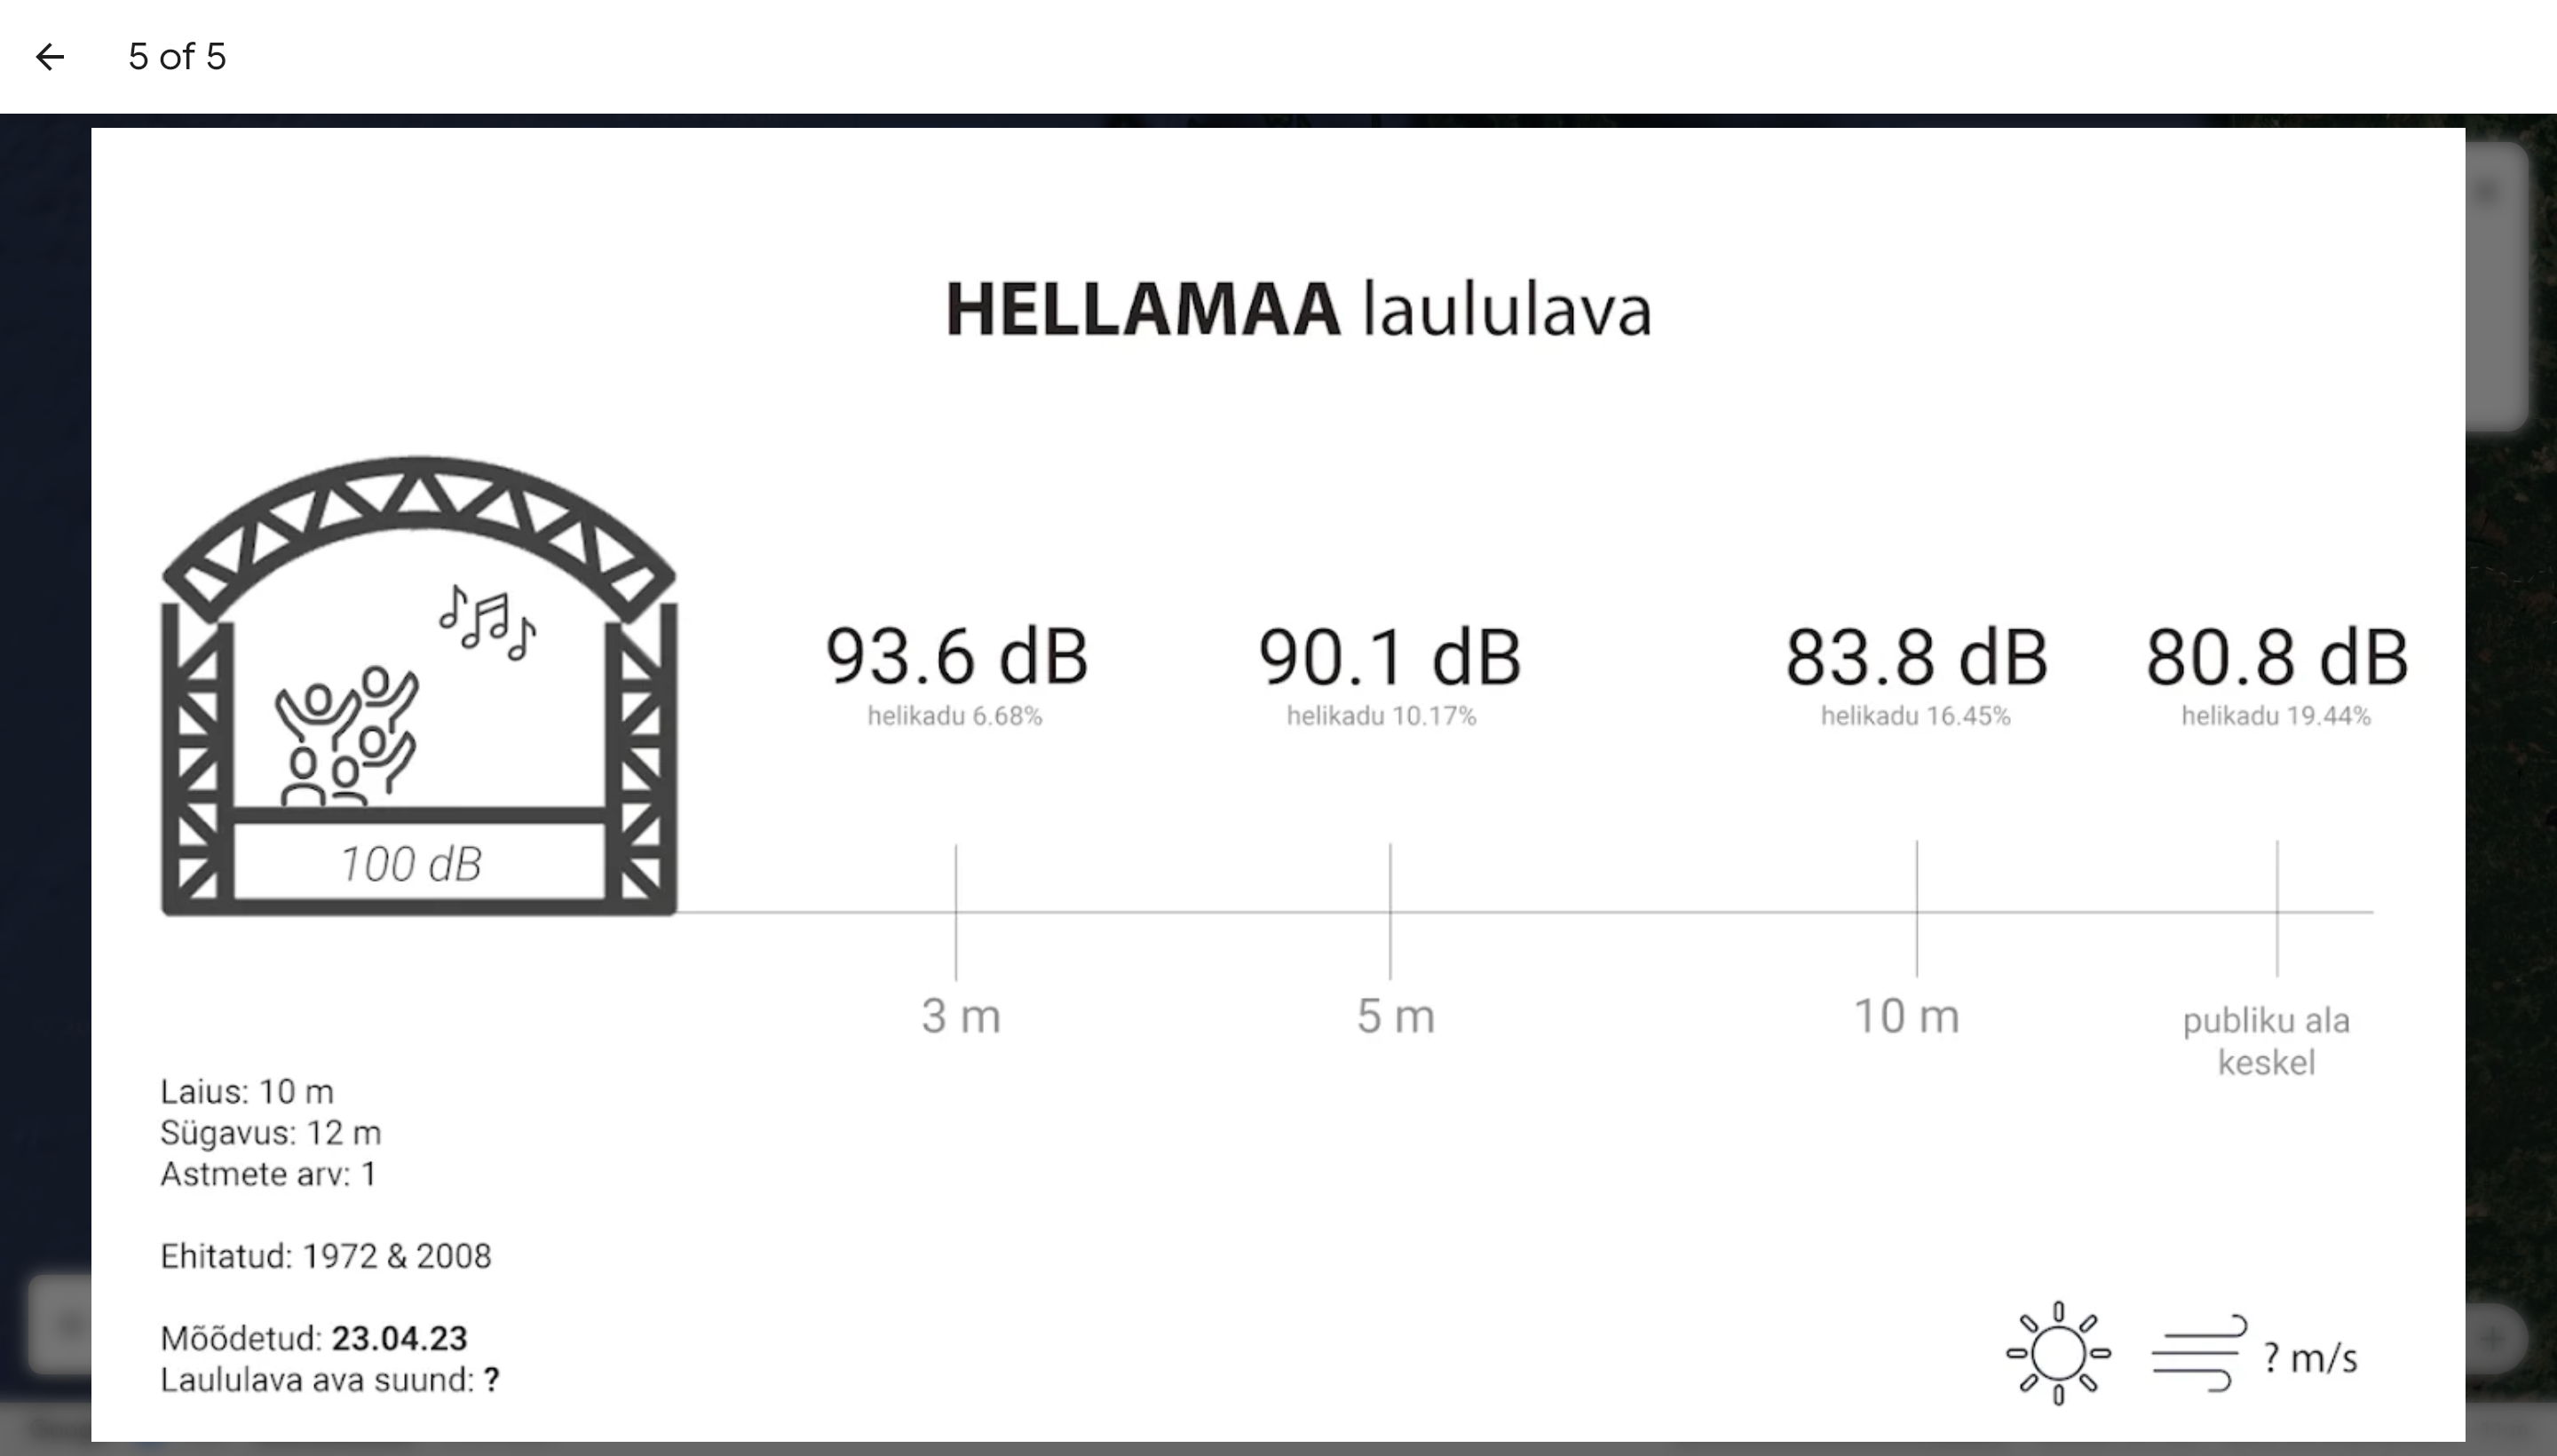 5 of 5
HELLAMAA laululava
93.6 dB
helikadu 6.68%
90.1 dB
helikadu 10.17%
83.8 dB
helikadu 16.45%
80.8 dB
helikadu 19.44%
100 dB
3 m
5 m
10 m
publiku ala
keskel
Laius: 10 m
Sügavus: 12 m
Astmete arv: 1
Ehitatud: 1972 & 2008
Mõõdetud: 23.04.23
Laululava ava suund: ?
? m/s